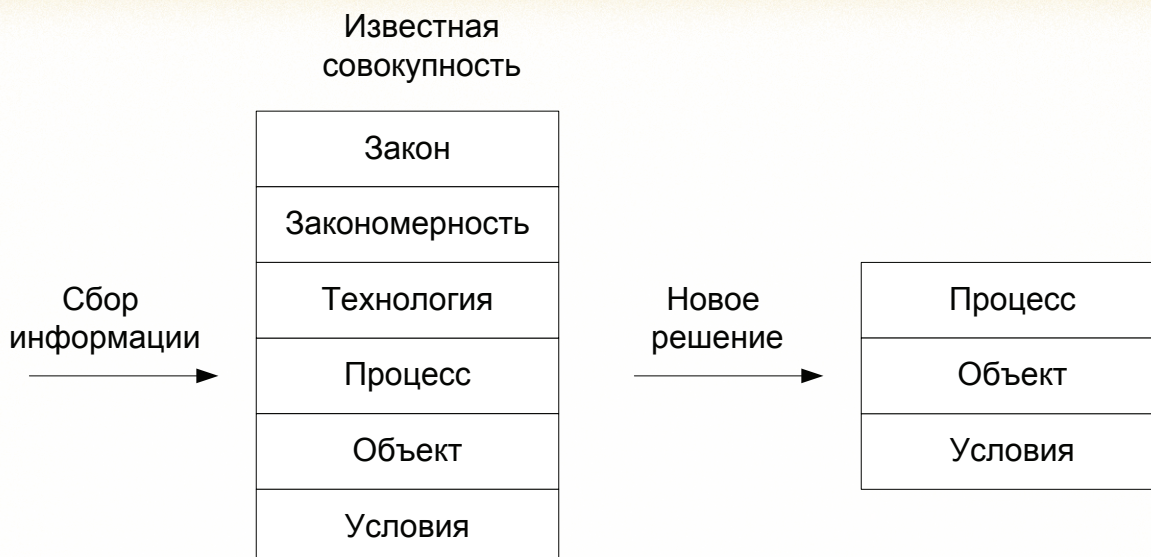 Известная
совокупность
Закон
Закономерность
Сбор
информации
Технология
Процесс
Объект
Условия
Новое
решение
Процесс
Объект
Условия